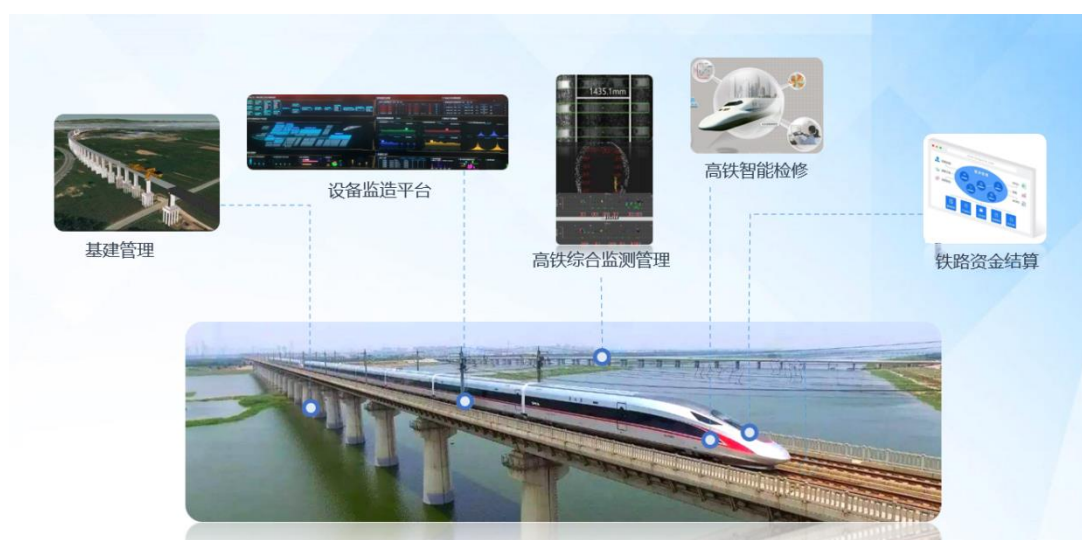 1435.1mm
设备监造平台
高铁智能检修
基建管理
高铁综合监测管理
铁路资金结算